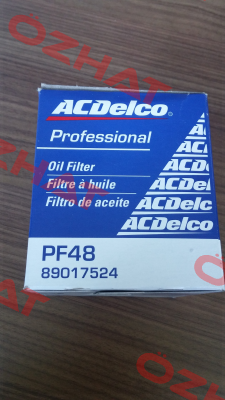 OZHAT
ACDelco®
Professional
Oil Filter
Filtre à huile
Filtro de aceite
ACDelco
ACDelco
ACDelco
ACDelco
PF48
89017524
OZHAT
OZHAT